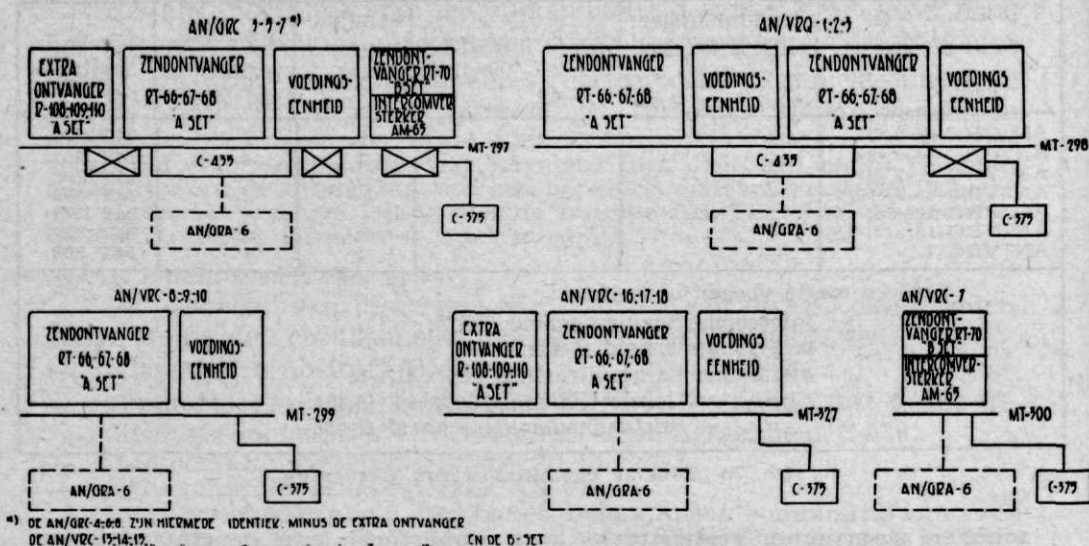 AN/GRC 3-5-7 *)
EXTRA
ONTVANGER
R-108-109-110
"A SET"
ZENDONTVANGER
RT-66-67-68
"A SET"
VOEDINGS-
EENHEID
ZENDONT-
VANGER RT-70
"B SET"
INTERCOMVER
STERKER
AM-65
MT-297
C-435
AN/GRA-6
C-375
AN/VRQ-1-2-3
ZENDONTVANGER
RT-66-67-68
"A SET"
VOEDINGS-
EENHEID
ZENDONTVANGER
RT-66-67-68
"A SET"
VOEDINGS-
EENHEID
MT-298
C-435
AN/GRA-6
C-375
AN/VRC-8-9-10
ZENDONTVANGER
RT-66-67-68
"A SET"
VOEDINGS-
EENHEID
MT-299
AN/GRA-6
C-375
AN/VRC-16-17-18
EXTRA
ONTVANGER
R-108-109-110
"A SET"
ZENDONTVANGER
RT-66-67-68
"A SET"
VOEDINGS-
EENHEID
MT-327
AN/GRA-6
C-375
AN/VRC-7
ZENDONT-
VANGER RT-70
"B SET"
INTERCOMVER-
STERKER
AM-65
MT-300
AN/GRA-6
C-375
*) DE AN/GRC-4-6-8 ZIJN HIERMEDE IDENTIEK. MINUS DE EXTRA ONTVANGER
DE AN/VRC-13-14-15 EN DE B-SET